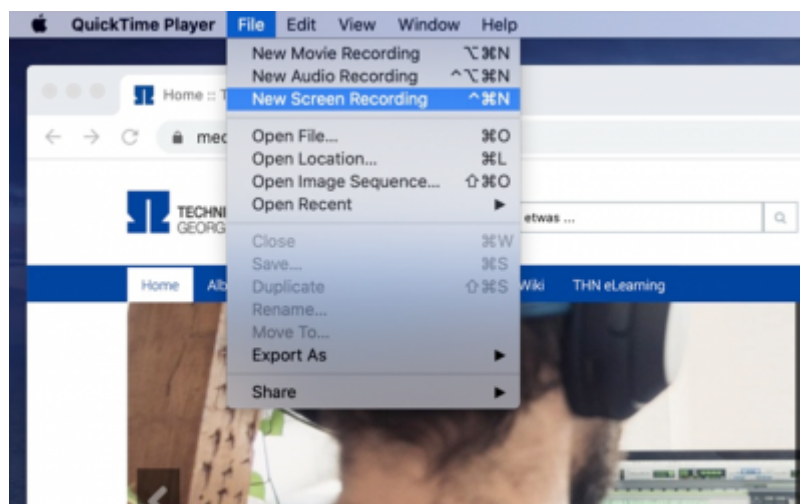 QuickTime Player File Edit View Window Help
New Movie Recording ⌥⌘N
New Audio Recording ^⌥⌘N
New Screen Recording ^⌘N
Home ::
mec
Open File... ⌘O
Open Location... ⌘L
Open Image Sequence... ⇧⌘O
Open Recent ▶
etwas ...
TECHNI
GEORG
Close ⌘W
Save... ⌘S
Duplicate ⇧⌘S
Home Alb Wiki THN eLearning
Rename...
Move To...
Export As ▶
Share ▶